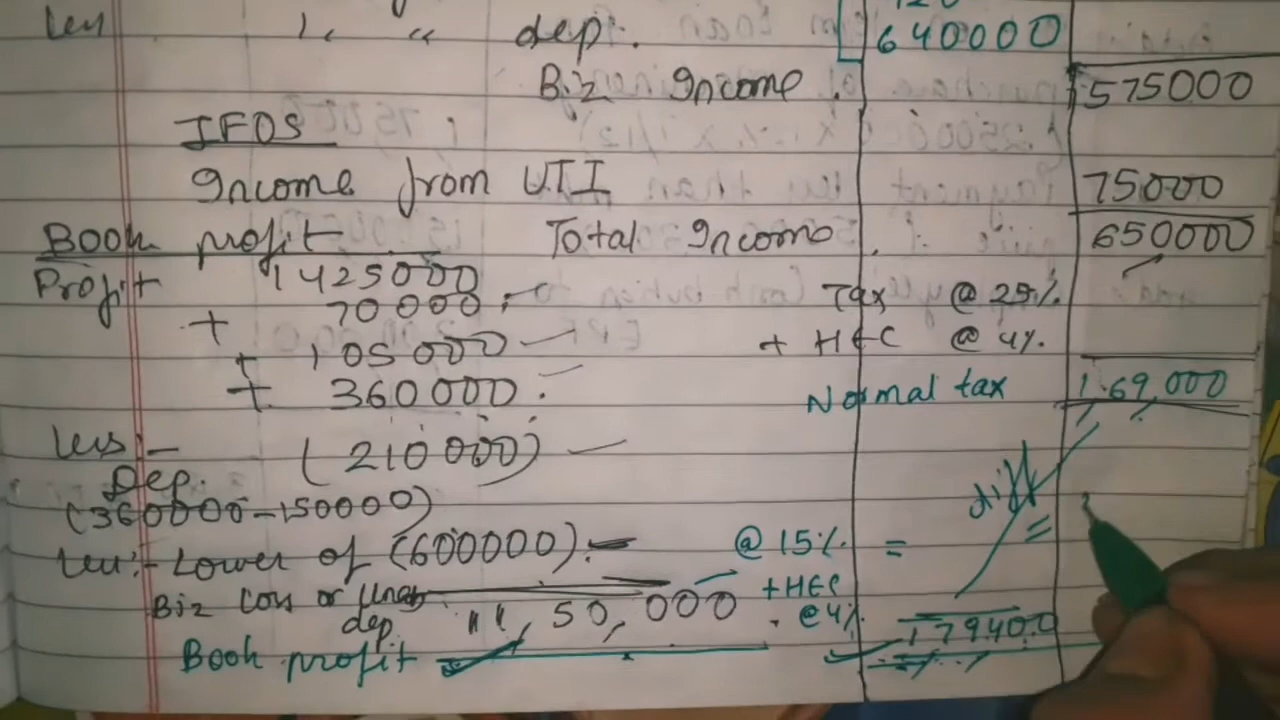 Less " " dep. 640000
Biz Income 575000
IFOS
Income from UTI 75000
Book profit Total Income 650000
Profit 1425000
+ 70000 Tax @ 25%
+ 105000 + HEC @ 4%
+ 360000 Normal tax 1,69,000
Less:- (210000)
Dep.
(360000-150000) diff
Less:- Lower of (600000) @ 15% =
Biz loss or Unab dep. 11,50,000 + HEC @ 4% 179400
Book profit